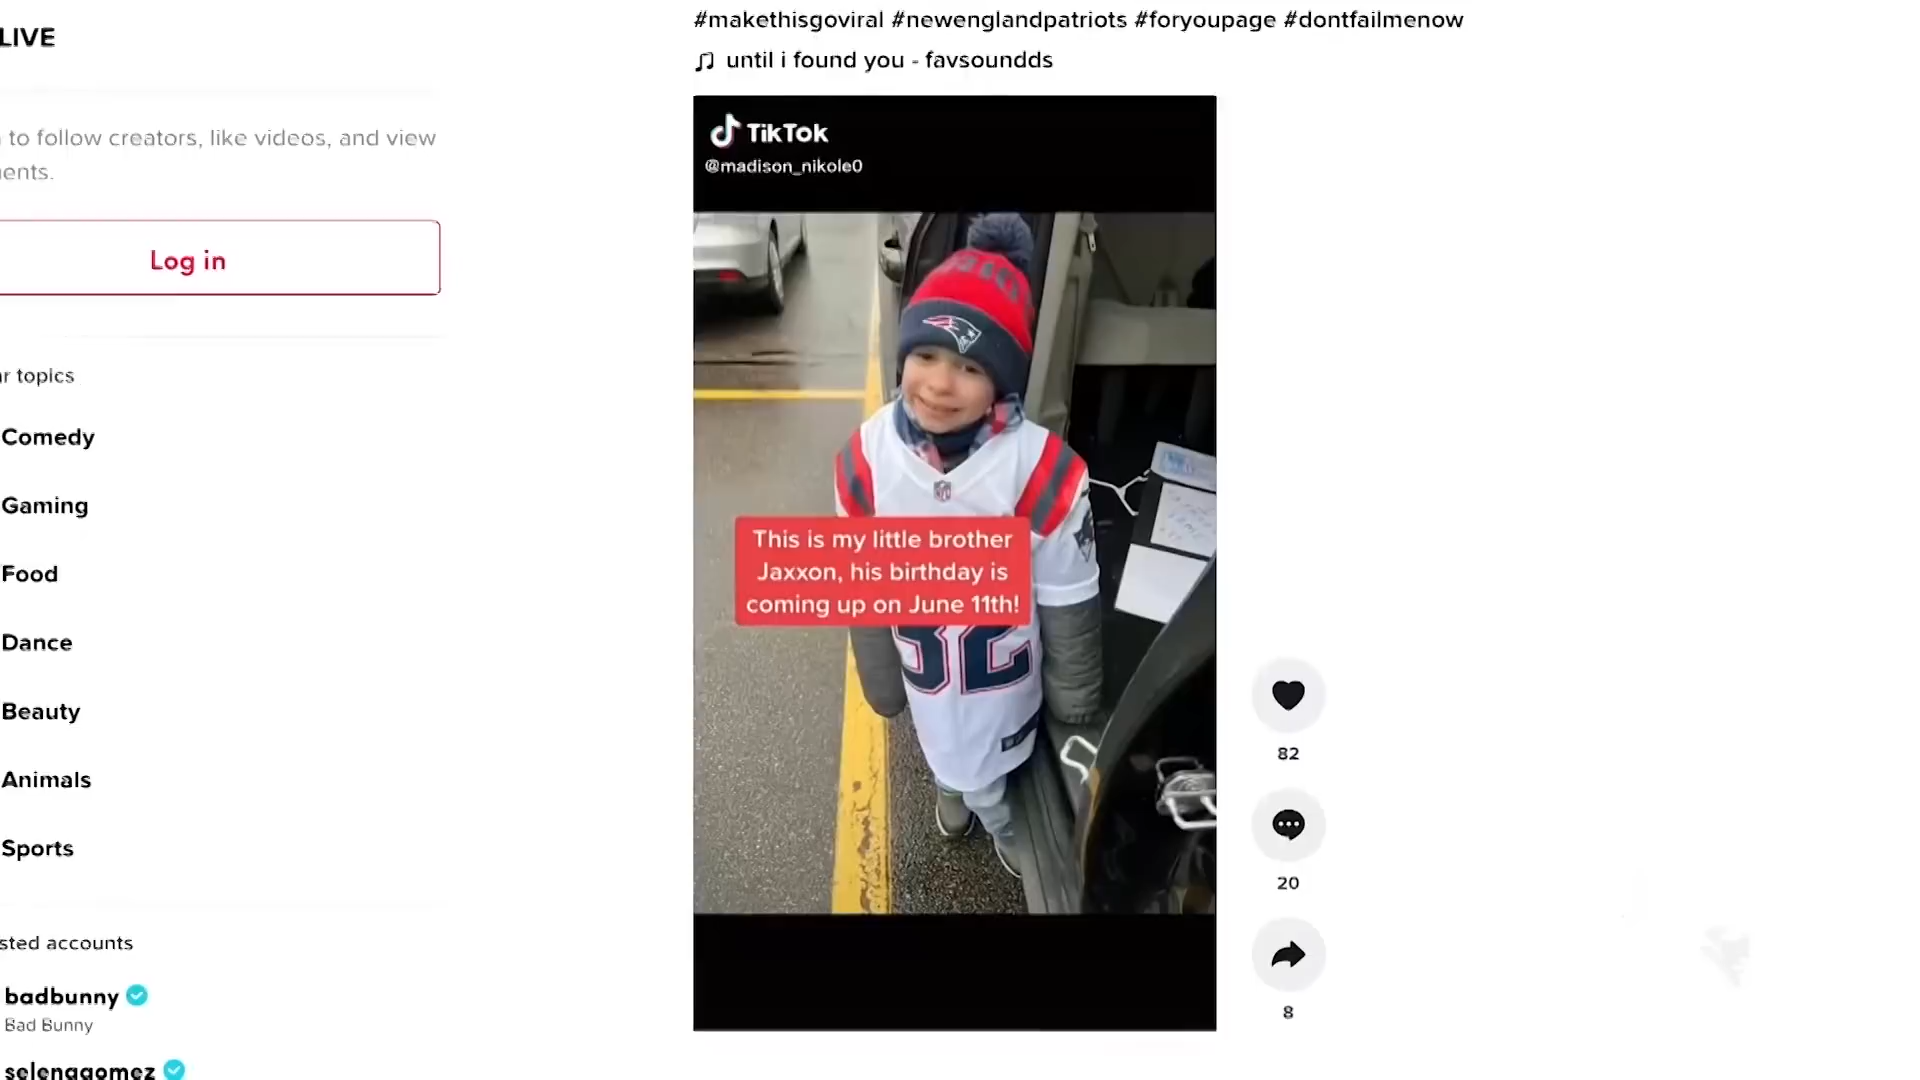 LIVE
to follow creators, like videos, and view
Log in
topics
Comedy
Gaming
Food
Dance
Beauty
Animals
Sports
accounts
badbunny
Bad Bunny
selenagomez
#makethisgoviral #newenglandpatriots #foryoupage #dontfailmenow
until i found you - favsoundds
TikTok
@madison_nikole0
NFL
This is my little brother
Jaxxon, his birthday is
coming up on June 11th!
32
82
20
8